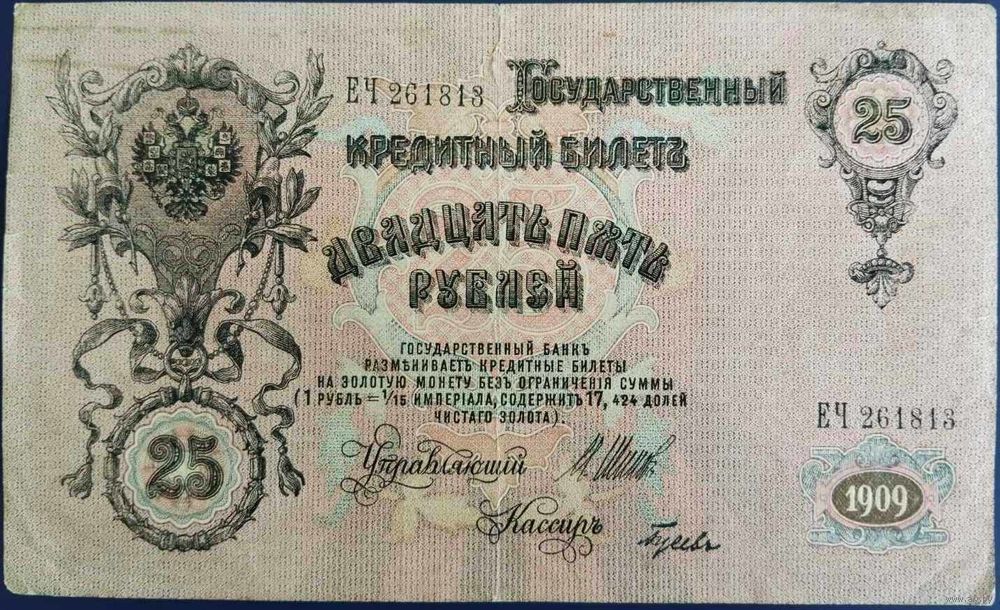 ЕЧ 261813 Государственный 25
кредитный билетъ
двадцать пять
рублей
ГОСУДАРСТВЕННЫЙ БАНКЪ
РАЗМѢНИВАЕТЪ КРЕДИТНЫЕ БИЛЕТЫ
НА ЗОЛОТУЮ МОНЕТУ БЕЗЪ ОГРАНИЧЕНІЯ СУММЫ
(1 РУБЛЬ = 1/15 ИМПЕРІАЛА, СОДЕРЖИТЪ 17, 424 ДОЛЕЙ
ЧИСТАГО ЗОЛОТА).
ЕЧ 261813
25
Управляющій
1909
Кассиръ